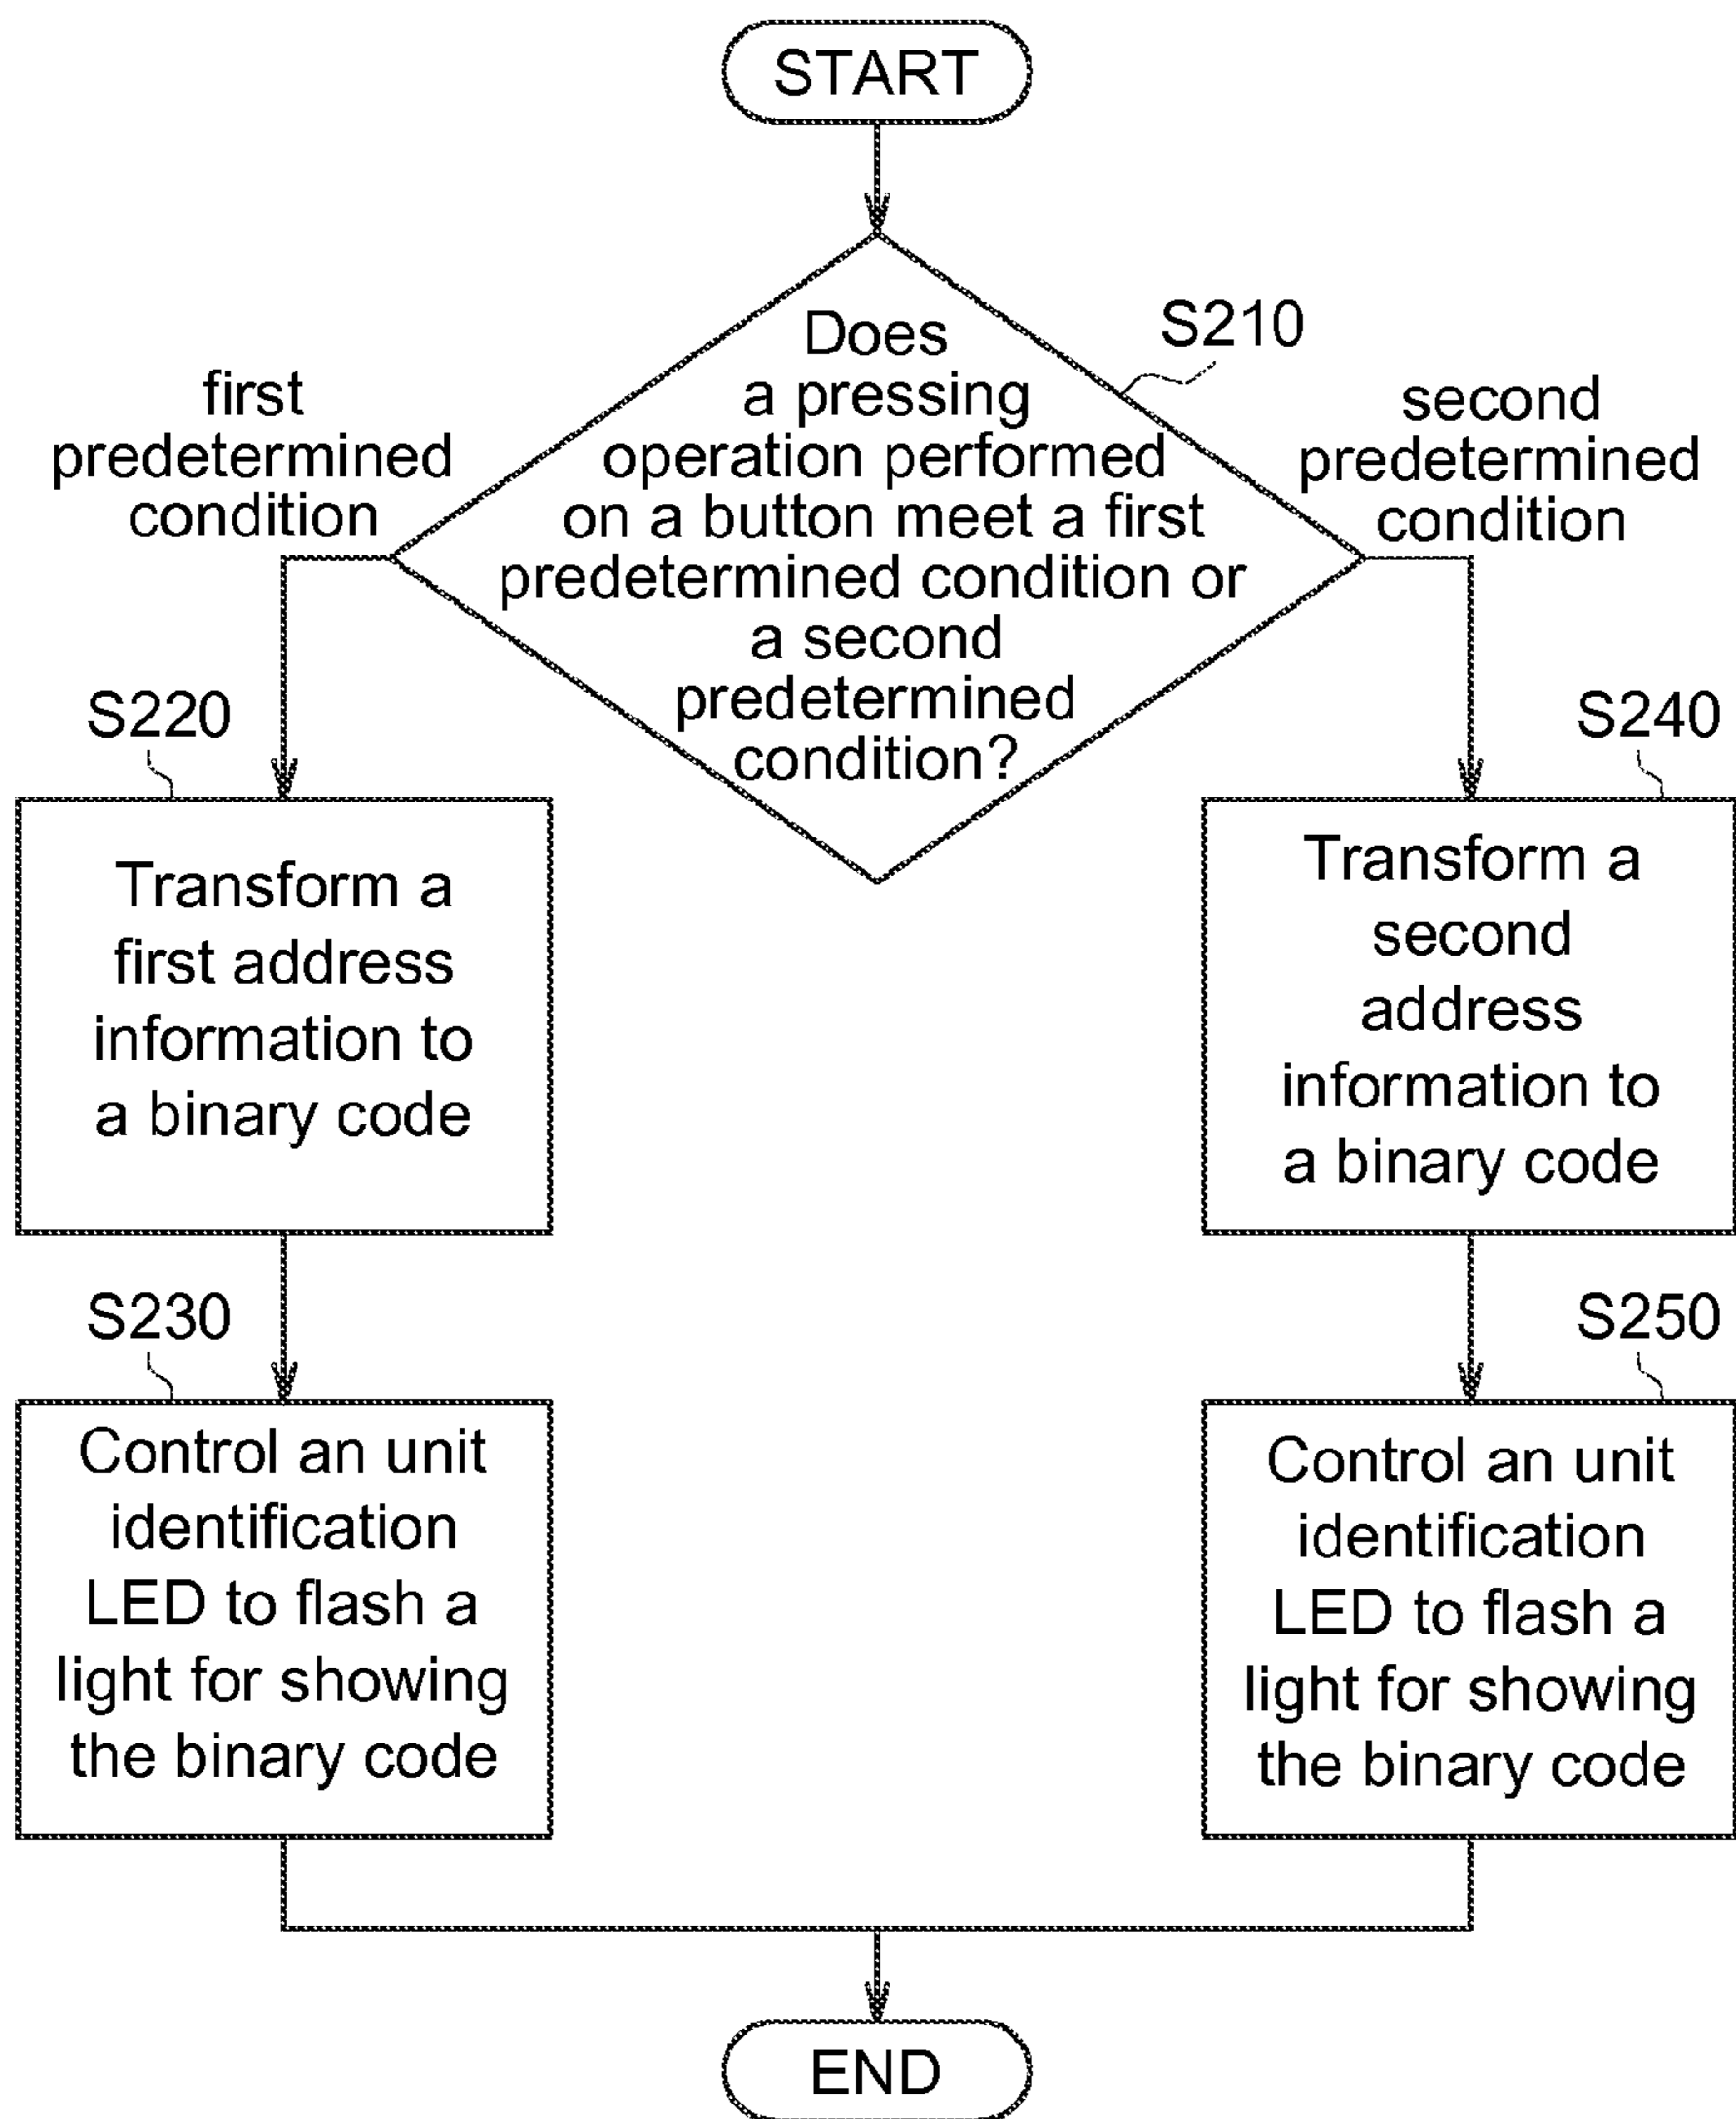 START
Does
a pressing
operation performed
on a button meet a first
predetermined condition or
a second
predetermined
condition?
S210
first
predetermined
condition
second
predetermined
condition
S220
Transform a
first address
information to
a binary code
S240
Transform a
second
address
information to
a binary code
S230
Control an unit
identification
LED to flash a
light for showing
the binary code
S250
Control an unit
identification
LED to flash a
light for showing
the binary code
END